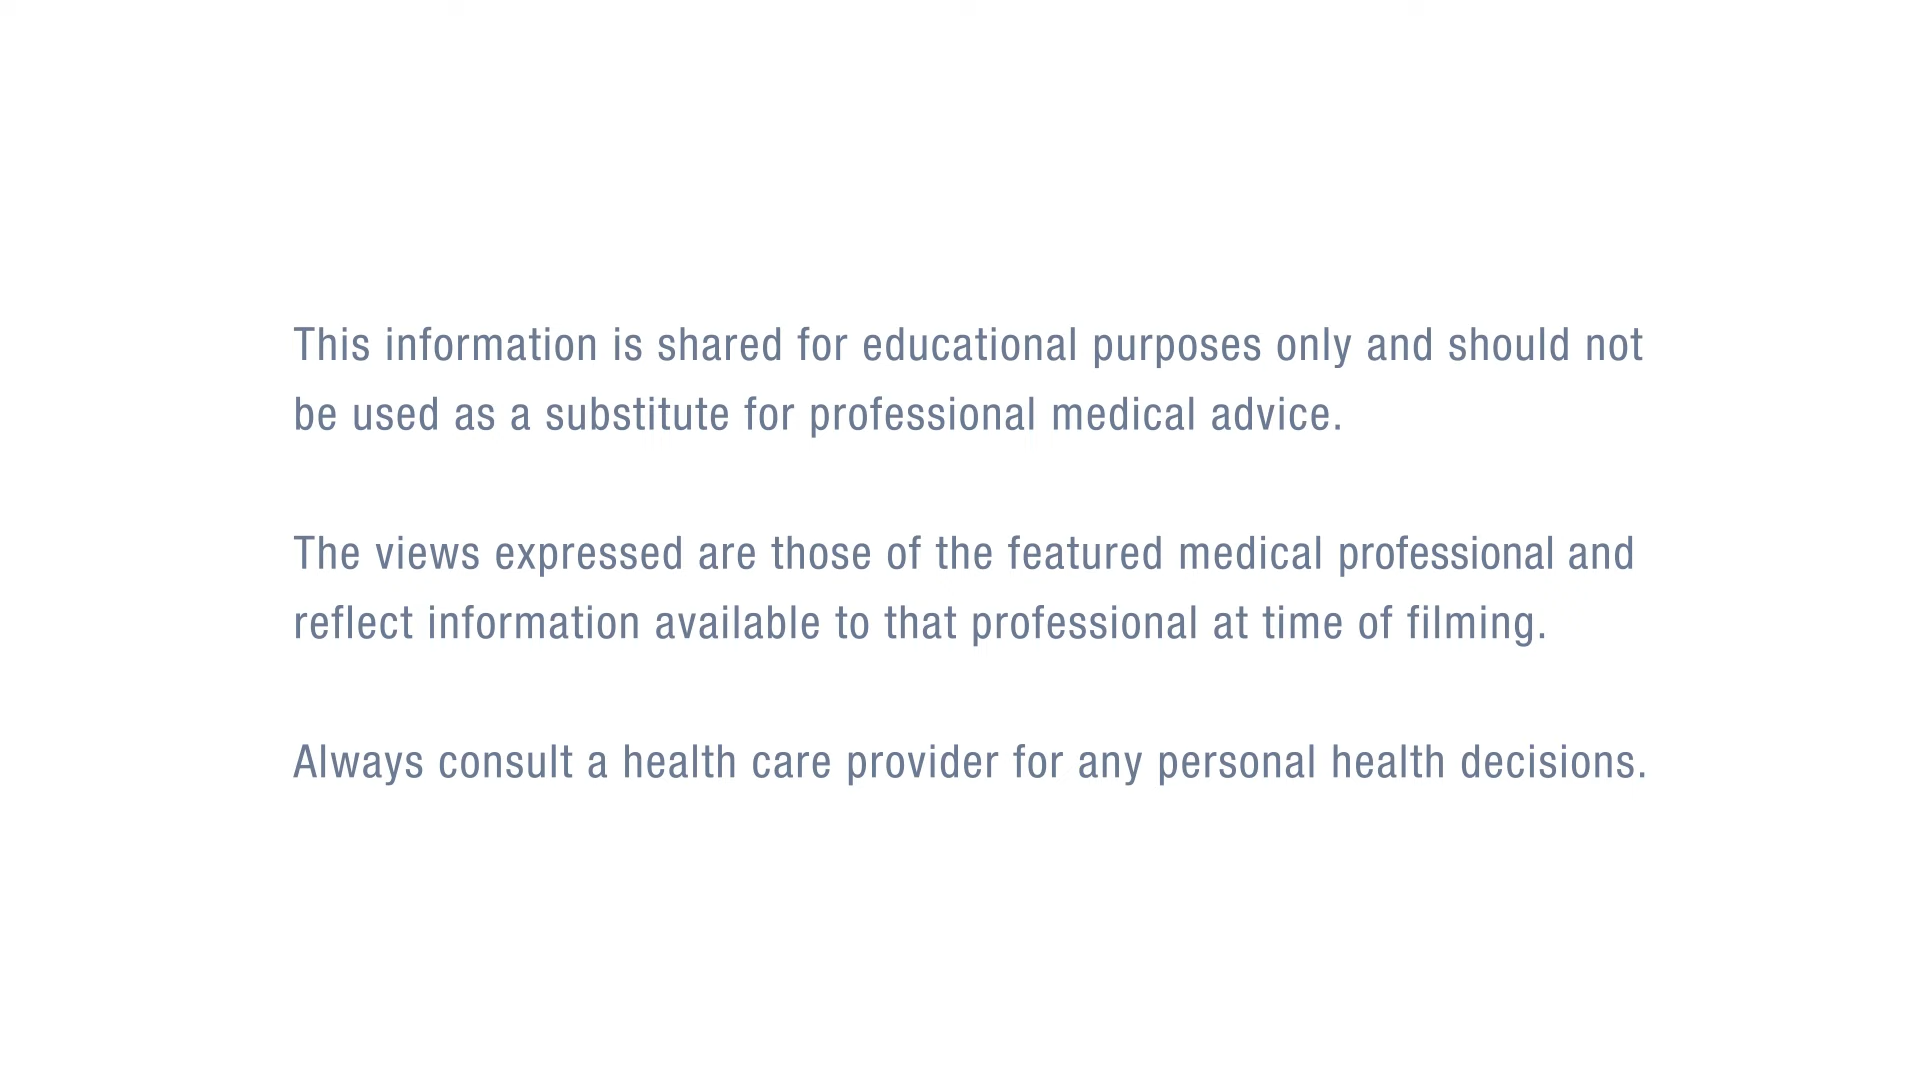 This information is shared for educational purposes only and should not
be used as a substitute for professional medical advice.
The views expressed are those of the featured medical professional and
reflect information available to that professional at time of filming.
Always consult a health care provider for any personal health decisions.